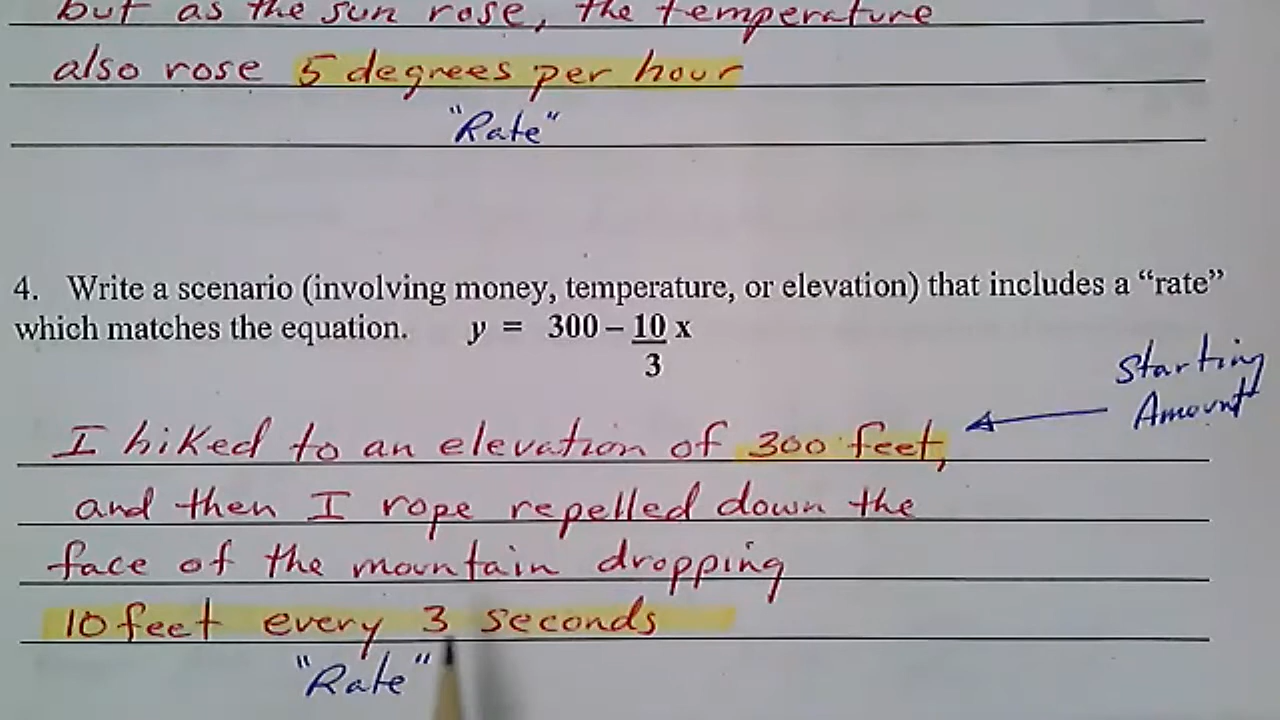 but as the sun rose, the temperature
also rose 5 degrees per hour
"Rate"
4. Write a scenario (involving money, temperature, or elevation) that includes a "rate"
which matches the equation. y = 300 – 10/3 x
Starting
Amount
I hiked to an elevation of 300 feet,
and then I rope repelled down the
face of the mountain dropping
10 feet every 3 seconds
"Rate"